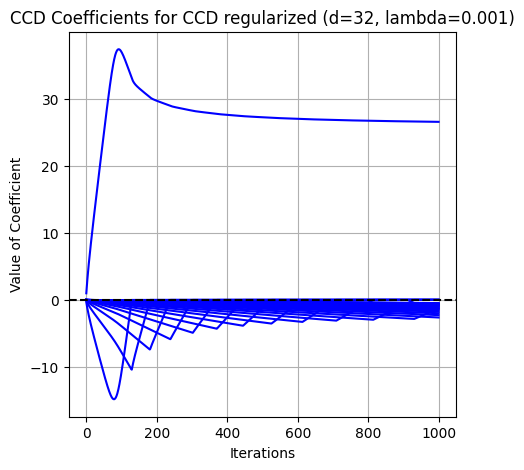 CCD Coefficients for CCD regularized (d=32, lambda=0.001)
Value of Coefficient
30
20
10
0
−10
0 200 400 600 800 1000
Iterations